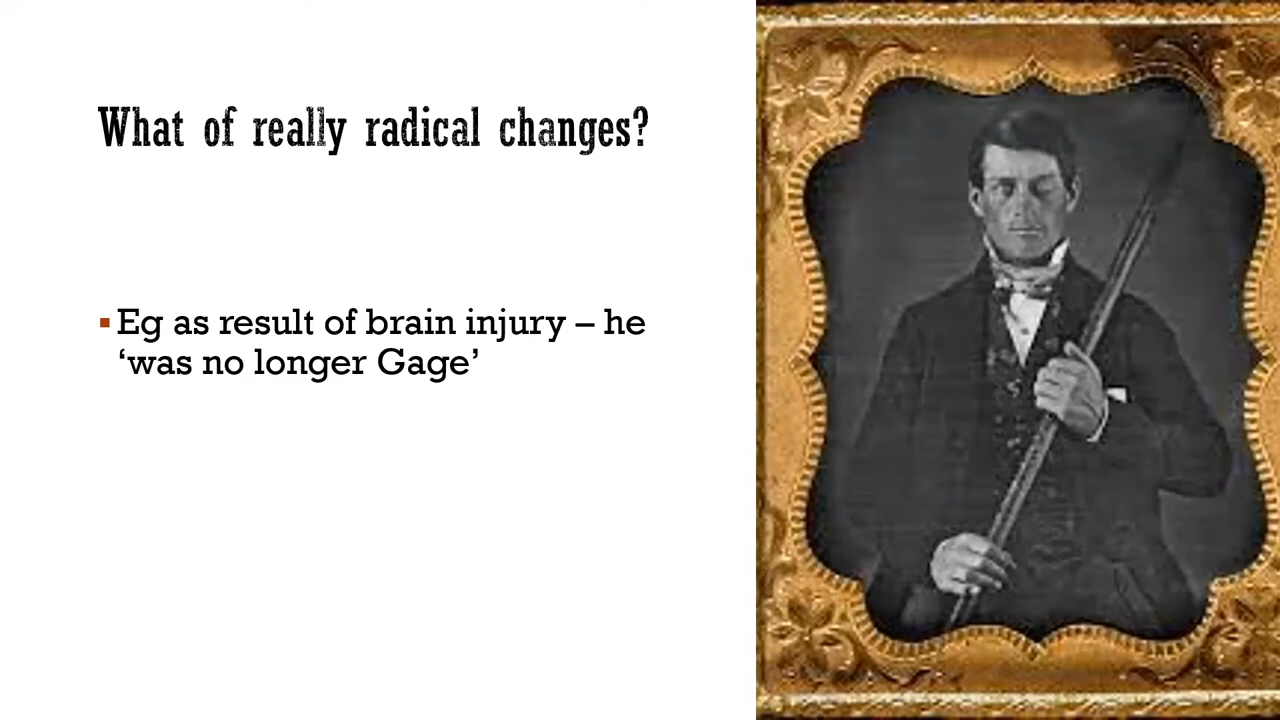 What of really radical changes?
▪Eg as result of brain injury – he
‘was no longer Gage’